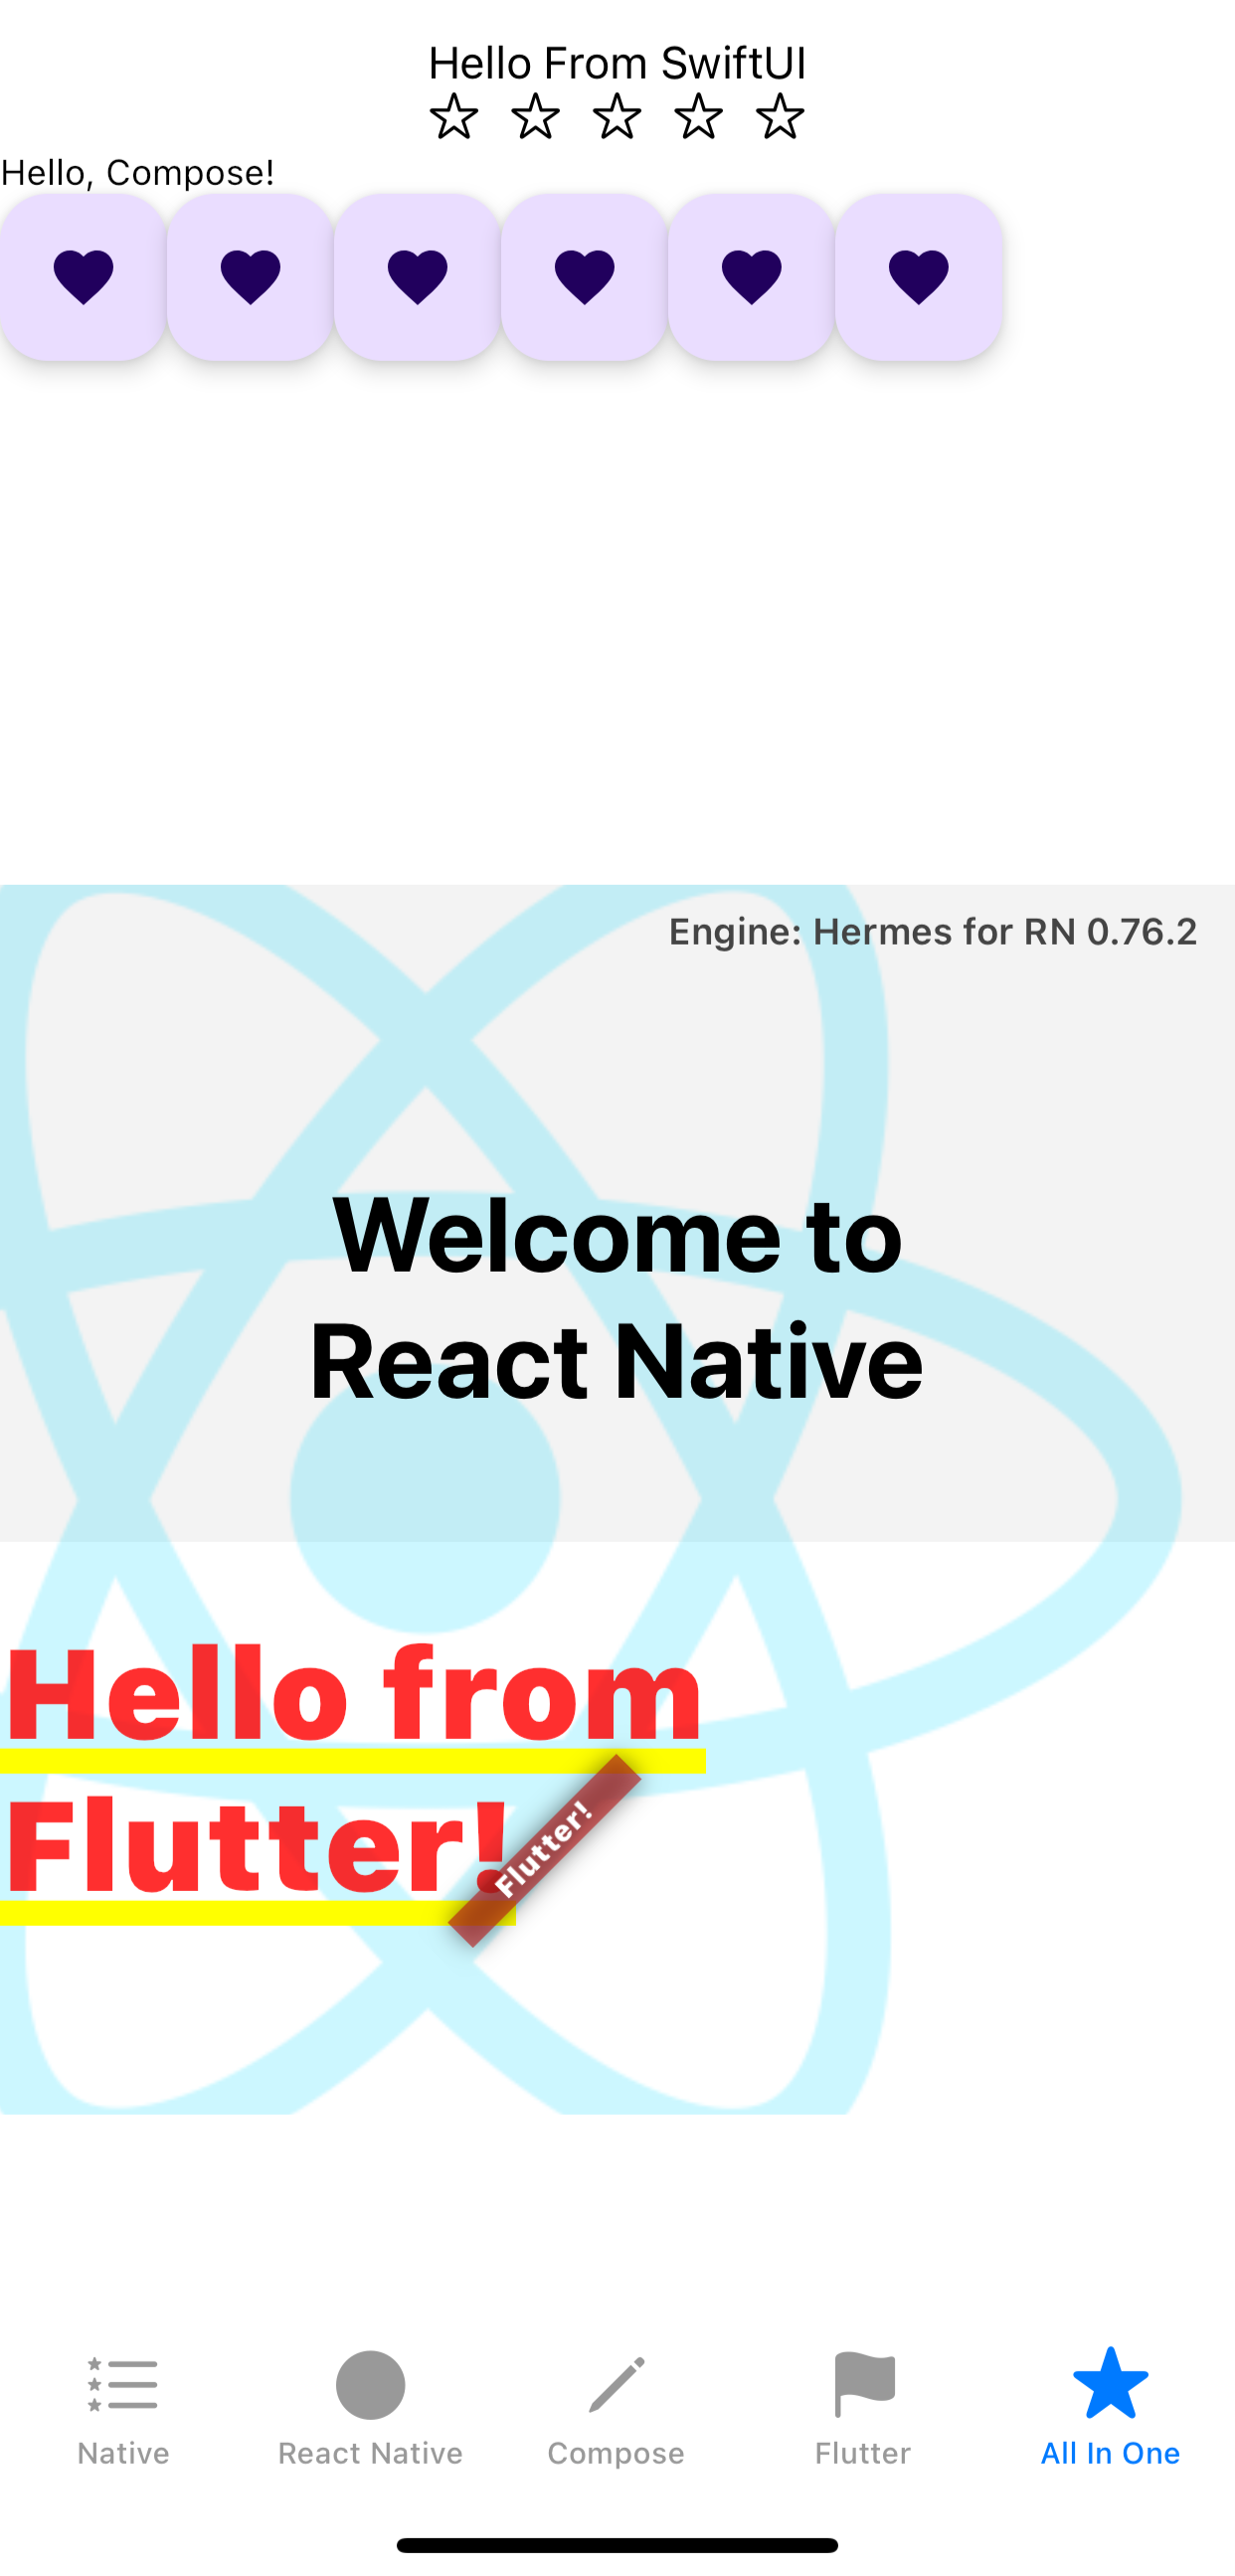 Hello From SwiftUI
Hello, Compose!
Engine: Hermes for RN 0.76.2
Welcome to
React Native
Hello from
Flutter!
Flutter!
Native
React Native
Compose
Flutter
All In One